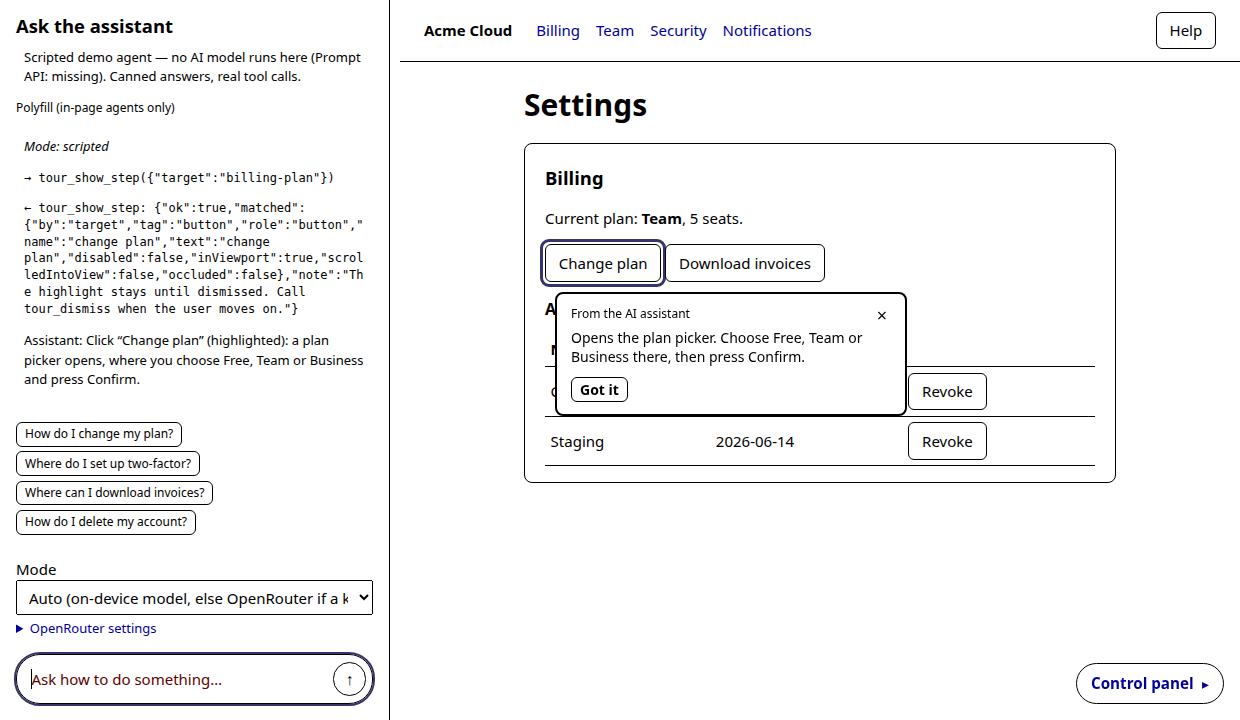 Ask the assistant
Scripted demo agent — no AI model runs here (Prompt
API: missing). Canned answers, real tool calls.
Polyfill (in-page agents only)
Mode: scripted
→ tour_show_step({"target":"billing-plan"})
← tour_show_step: {"ok":true,"matched":
{"by":"target","tag":"button","role":"button","
name":"change plan","text":"change
plan","disabled":false,"inViewport":true,"scrol
ledIntoView":false,"occluded":false},"note":"Th
e highlight stays until dismissed. Call
tour_dismiss when the user moves on."}
Assistant: Click “Change plan” (highlighted): a plan
picker opens, where you choose Free, Team or Business
and press Confirm.
How do I change my plan?
Where do I set up two-factor?
Where can I download invoices?
How do I delete my account?
Mode
Auto (on-device model, else OpenRouter if a k
▶ OpenRouter settings
Ask how to do something...
↑
Acme Cloud Billing Team Security Notifications Help
Settings
Billing
Current plan: Team, 5 seats.
Change plan Download invoices
From the AI assistant ×
Opens the plan picker. Choose Free, Team or
Business there, then press Confirm.
Got it
Revoke
Staging 2026-06-14 Revoke
Control panel ▸